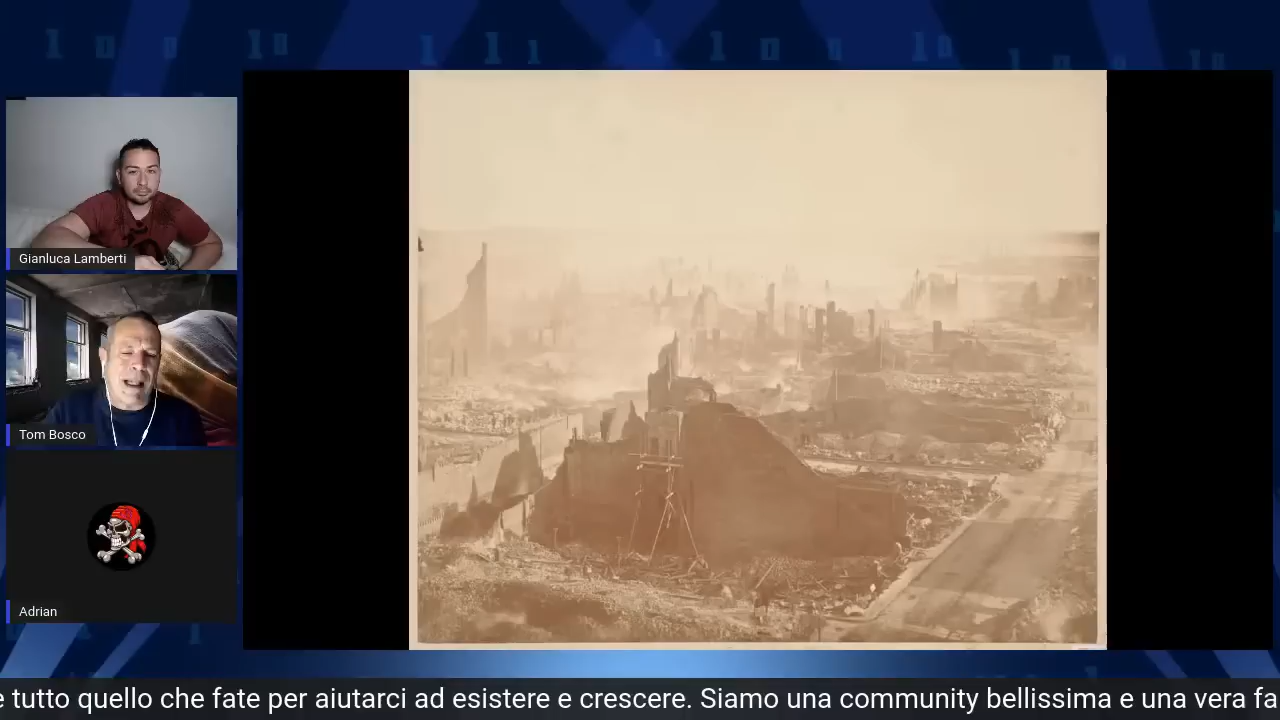 Gianluca Lamberti
Tom Bosco
Adrian
e tutto quello che fate per aiutarci ad esistere e crescere. Siamo una community bellissima e una vera fa